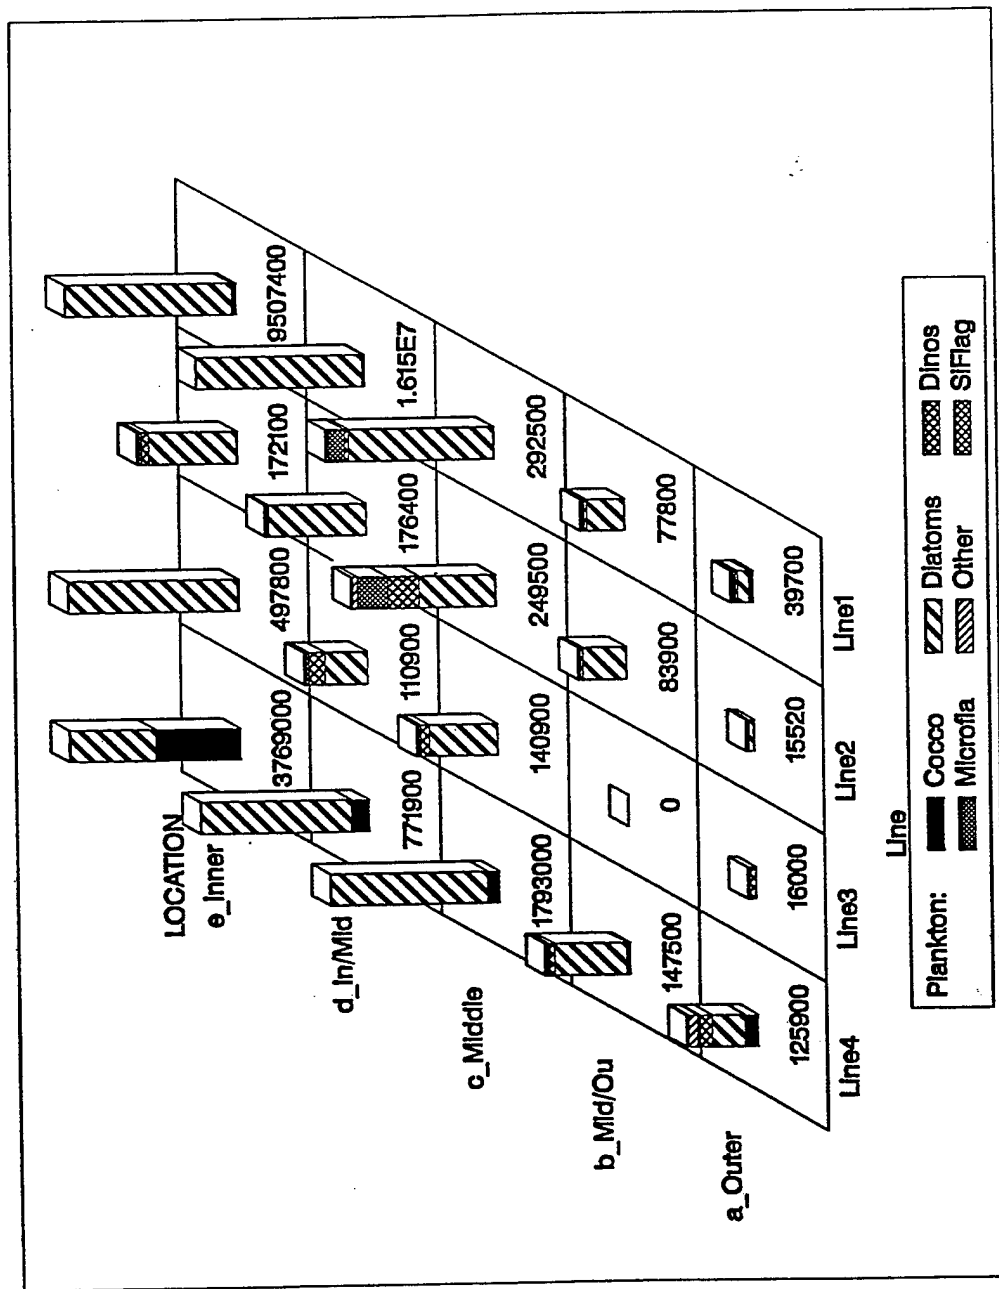 LOCATION
e_Inner
3769000 497800 172100 9507400
d_In/Mid
771900 110900 176400 1.615E7
c_Middle
1793000 140900 249500 292500
b_Mid/Ou
147500 0 83900 77800
a_Outer
125900 16000 15520 39700
Line4 Line3 Line2 Line1
Line
Plankton: Cocco Diatoms Dinos
Microfla Other SiFlag